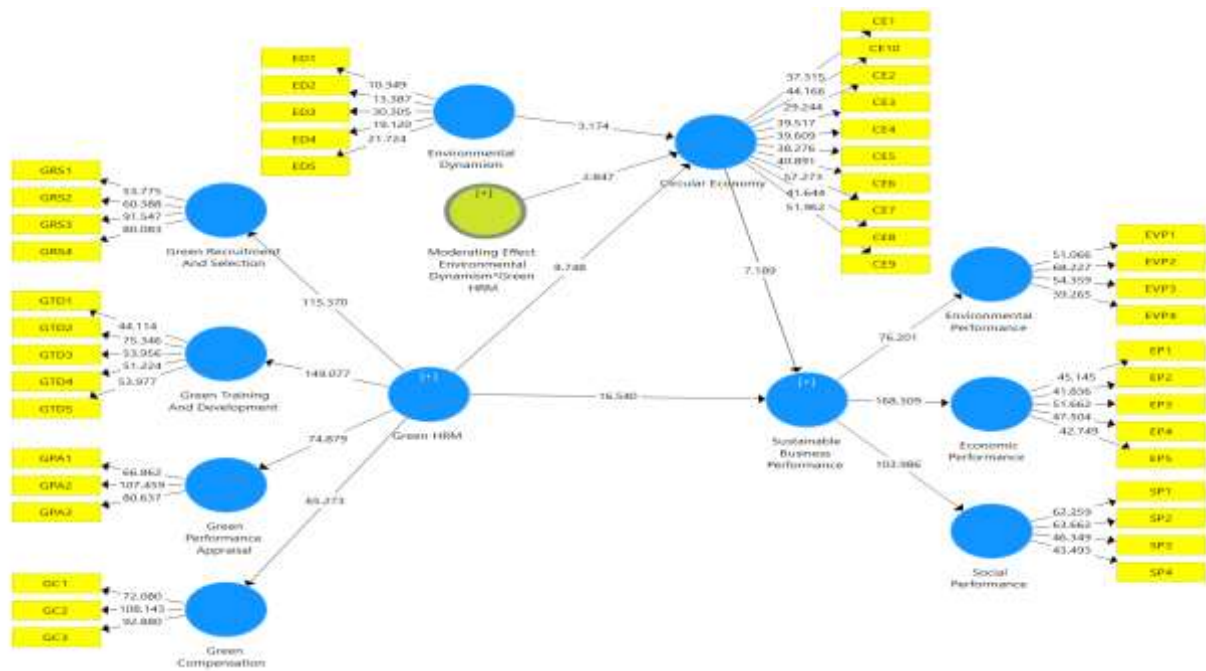 CE1
CE10
CE2
CE3
CE4
CE5
CE6
CE7
CE8
CE9
37.315
44.166
29.244
39.517
39.609
38.276
40.891
57.273
41.644
51.862
Circular Economy
ED1
ED2
ED3
ED4
ED5
10.349
13.387
30.305
19.120
21.724
Environmental
Dynamism
3.174
[+]
2.847
Moderating Effect
Environmental
Dynamism*Green
HRM
GRS1
GRS2
GRS3
GRS4
53.775
60.388
91.547
80.083
Green Recruitment
And Selection
115.370
9.748
7.109
GTD1
GTD2
GTD3
GTD4
GTD5
44.114
75.346
53.956
51.224
53.977
Green Training
And Development
149.077
[+]
Green HRM
16.540
74.879
65.273
GPA1
GPA2
GPA3
66.862
107.459
80.637
Green
Performance
Appraisal
GC1
GC2
GC3
72.080
108.143
92.880
Green
Compensation
[+]
Sustainable
Business
Performance
76.201
168.309
103.986
EVP1
EVP2
EVP3
EVP4
51.066
68.227
54.359
59.265
Environmental
Performance
EP1
EP2
EP3
EP4
EP5
45.145
41.836
51.662
47.504
42.749
Economic
Performance
SP1
SP2
SP3
SP4
62.259
63.662
46.349
43.493
Social
Performance